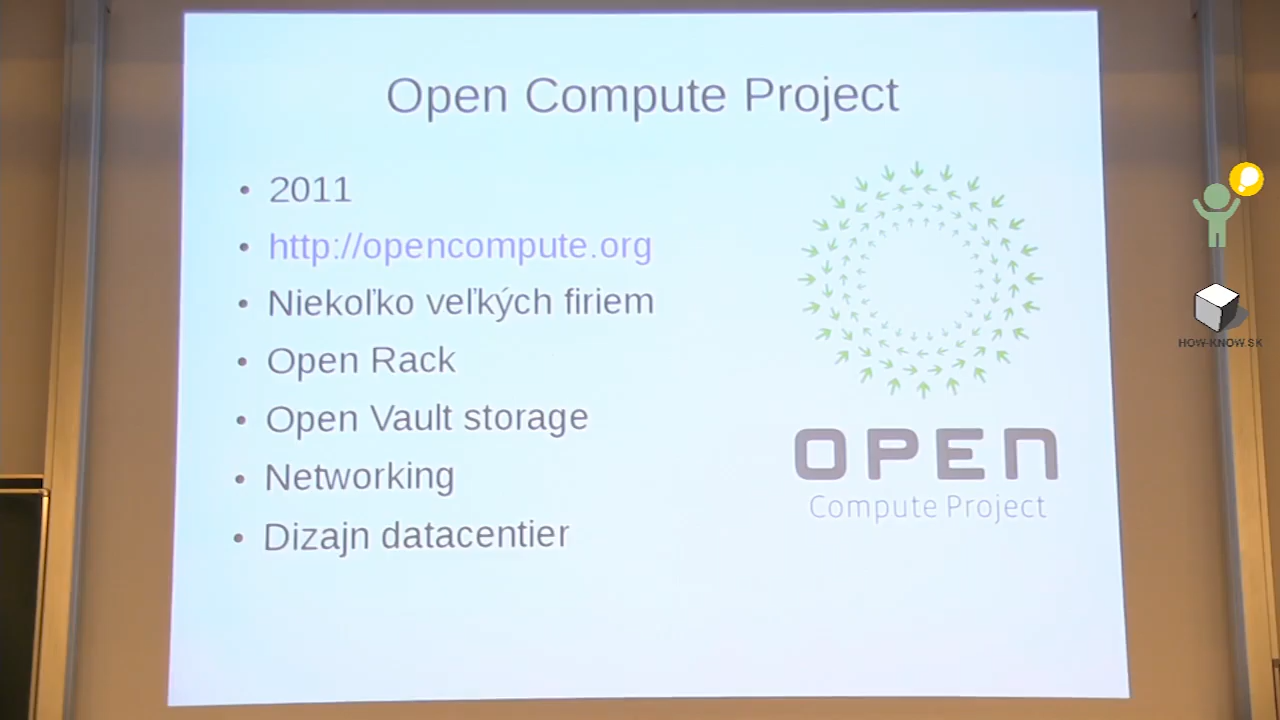 Open Compute Project
• 2011
• http://opencompute.org
• Niekoľko veľkých firiem
• Open Rack
• Open Vault storage
• Networking
• Dizajn datacentier
OPEN
Compute Project
HOW-KNOW.SK